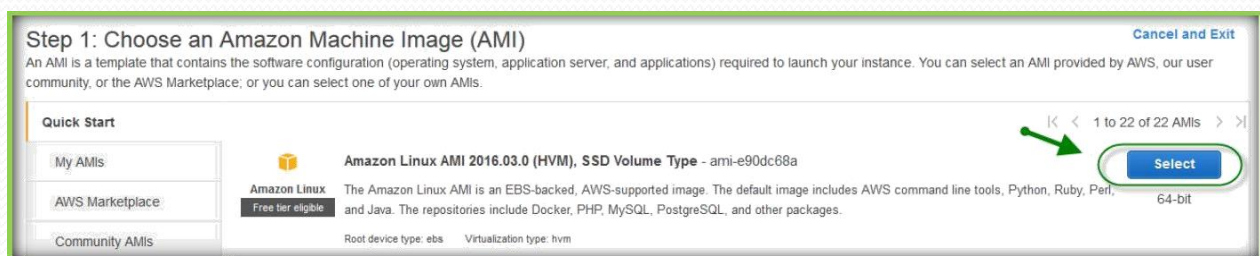 Step 1: Choose an Amazon Machine Image (AMI)
Cancel and Exit
An AMI is a template that contains the software configuration (operating system, application server, and applications) required to launch your instance. You can select an AMI provided by AWS, our user
community, or the AWS Marketplace; or you can select one of your own AMIs.
Quick Start
1 to 22 of 22 AMIs
My AMIs
AWS Marketplace
Community AMIs
Amazon Linux
Free tier eligible
Amazon Linux AMI 2016.03.0 (HVM), SSD Volume Type - ami-e90dc68a
The Amazon Linux AMI is an EBS-backed, AWS-supported image. The default image includes AWS command line tools, Python, Ruby, Perl,
and Java. The repositories include Docker, PHP, MySQL, PostgreSQL, and other packages.
Root device type: ebs Virtualization type: hvm
Select
64-bit